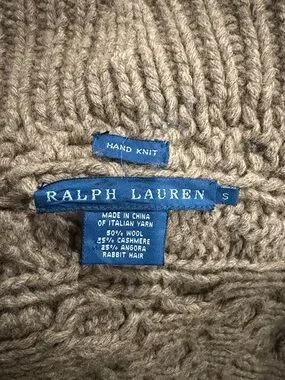 HAND KNIT
RALPH LAUREN S
MADE IN CHINA
OF ITALIAN YARN
50% WOOL
25% CASHMERE
25% ANGORA
RABBIT HAIR